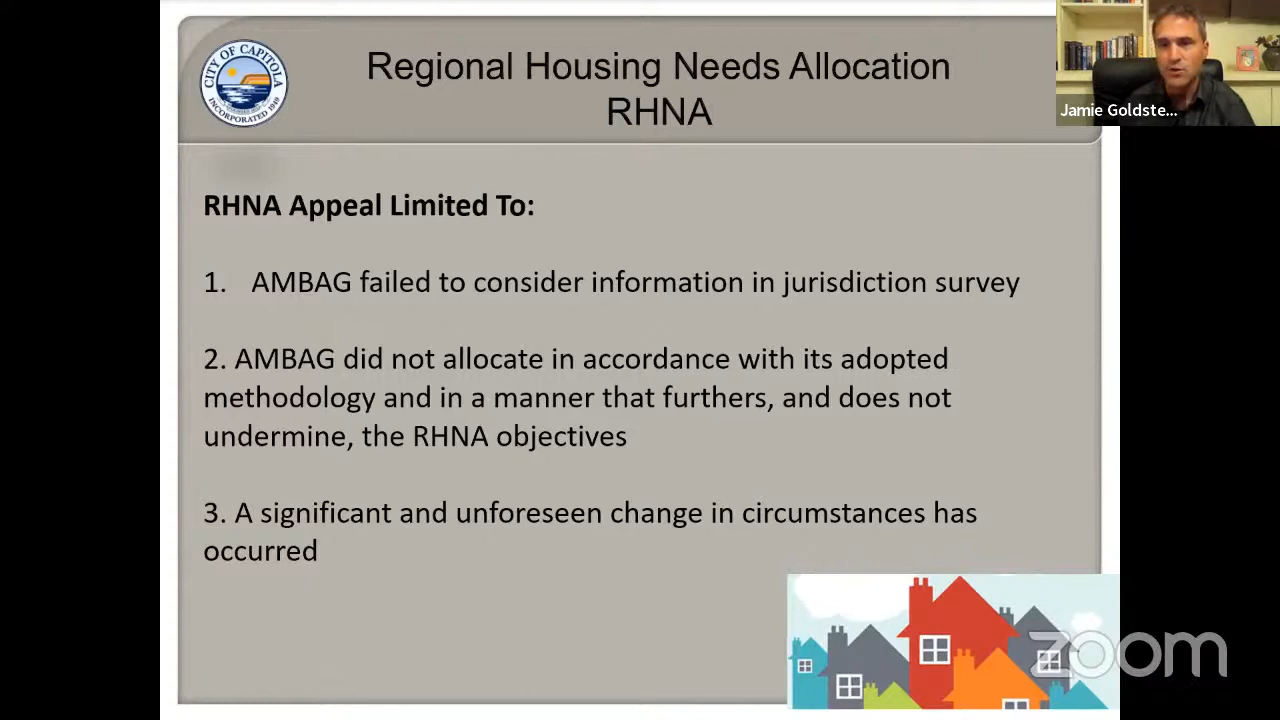 CITY OF CAPITOLA
INCORPORATED 1949
Regional Housing Needs Allocation
RHNA
Jamie Goldste...
RHNA Appeal Limited To:
1. AMBAG failed to consider information in jurisdiction survey
2. AMBAG did not allocate in accordance with its adopted
methodology and in a manner that furthers, and does not
undermine, the RHNA objectives
3. A significant and unforeseen change in circumstances has
occurred
zoom